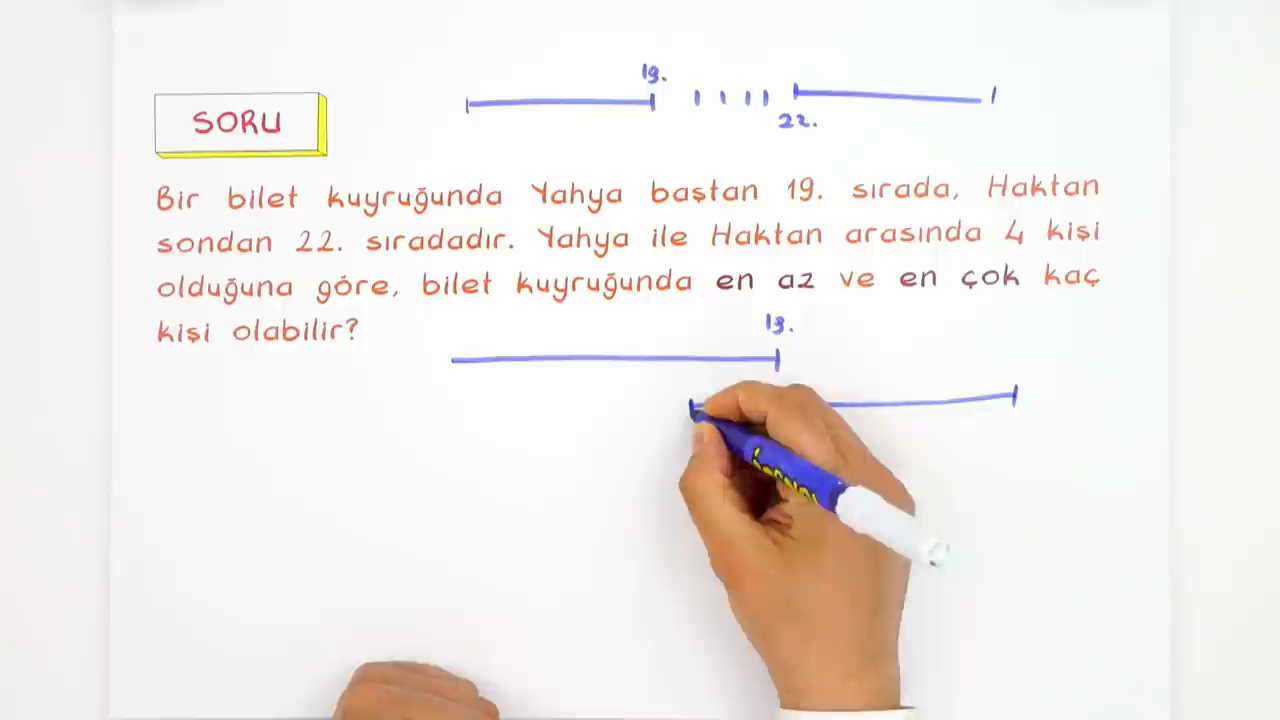 19.
22.
SORU
Bir bilet kuyruğunda Yahya baştan 19. sırada, Haktan
sondan 22. sıradadır. Yahya ile Haktan arasında 4 kişi
olduğuna göre, bilet kuyruğunda en az ve en çok kaç
kişi olabilir?
19.